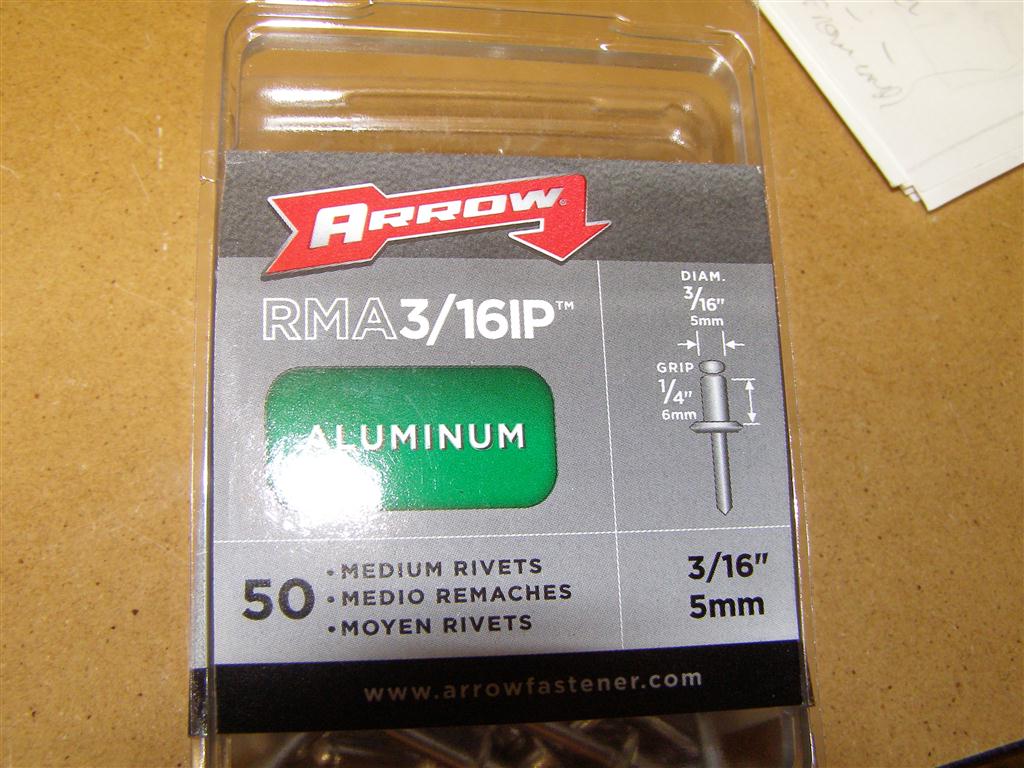 ARROW®
RMA3/16IP™
ALUMINUM
DIAM.
3/16"
5mm
GRIP
1/4"
6mm
50
• MEDIUM RIVETS
• MEDIO REMACHES
• MOYEN RIVETS
3/16"
5mm
www.arrowfastener.com